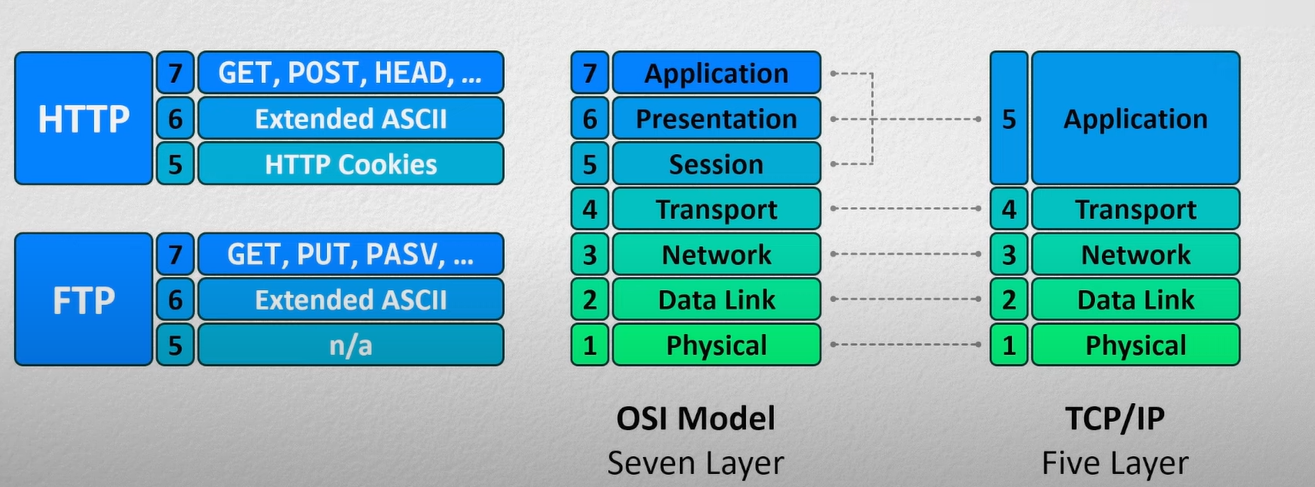 HTTP
7 GET, POST, HEAD, ...
6 Extended ASCII
5 HTTP Cookies
FTP
7 GET, PUT, PASV, ...
6 Extended ASCII
5 n/a
7 Application
6 Presentation
5 Session
4 Transport
3 Network
2 Data Link
1 Physical
OSI Model
Seven Layer
5 Application
4 Transport
3 Network
2 Data Link
1 Physical
TCP/IP
Five Layer